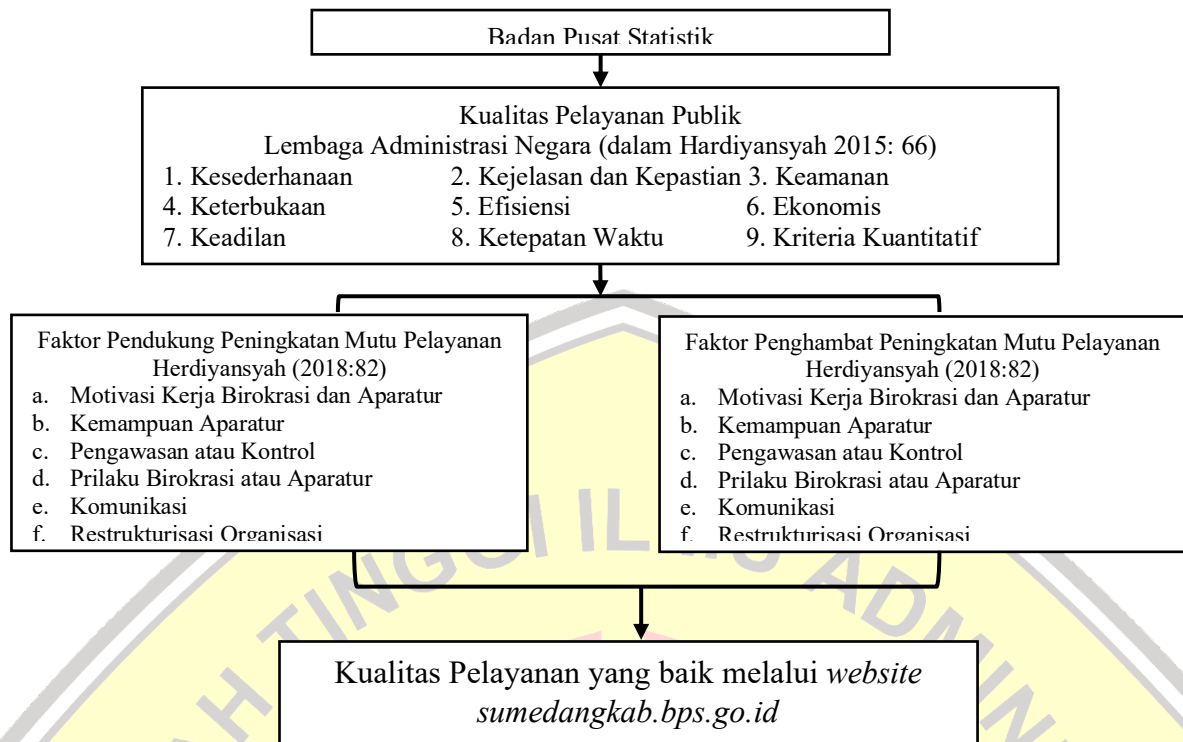 Badan Pusat Statistik
Kualitas Pelayanan Publik
Lembaga Administrasi Negara (dalam Hardiyansyah 2015: 66)
1. Kesederhanaan 2. Kejelasan dan Kepastian 3. Keamanan
4. Keterbukaan 5. Efisiensi 6. Ekonomis
7. Keadilan 8. Ketepatan Waktu 9. Kriteria Kuantitatif
Faktor Pendukung Peningkatan Mutu Pelayanan
Herdiyansyah (2018:82)
a. Motivasi Kerja Birokrasi dan Aparatur
b. Kemampuan Aparatur
c. Pengawasan atau Kontrol
d. Prilaku Birokrasi atau Aparatur
e. Komunikasi
f. Restrukturisasi Organisasi
Faktor Penghambat Peningkatan Mutu Pelayanan
Herdiyansyah (2018:82)
a. Motivasi Kerja Birokrasi dan Aparatur
b. Kemampuan Aparatur
c. Pengawasan atau Kontrol
d. Prilaku Birokrasi atau Aparatur
e. Komunikasi
f. Restrukturisasi Organisasi
Kualitas Pelayanan yang baik melalui website
sumedangkab.bps.go.id
TINGGI ILMU